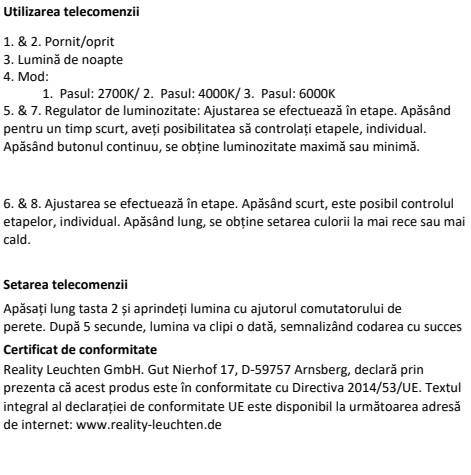 Utilizarea telecomenzii
1. & 2. Pornit/oprit
3. Lumină de noapte
4. Mod:
1. Pasul: 2700K/ 2. Pasul: 4000K/ 3. Pasul: 6000K
5. & 7. Regulator de luminozitate: Ajustarea se efectuează în etape. Apăsând
pentru un timp scurt, aveți posibilitatea să controlați etapele, individual.
Apăsând butonul continuu, se obține luminozitate maximă sau minimă.
6. & 8. Ajustarea se efectuează în etape. Apăsând scurt, este posibil controlul
etapelor, individual. Apăsând lung, se obține setarea culorii la mai rece sau mai
cald.
Setarea telecomenzii
Apăsați lung tasta 2 și aprindeți lumina cu ajutorul comutatorului de
perete. După 5 secunde, lumina va clipi o dată, semnalizând codarea cu succes
Certificat de conformitate
Reality Leuchten GmbH. Gut Nierhof 17, D-59757 Arnsberg, declară prin
prezenta că acest produs este în conformitate cu Directiva 2014/53/UE. Textul
integral al declarației de conformitate UE este disponibil la următoarea adresă
de internet: www.reality-leuchten.de